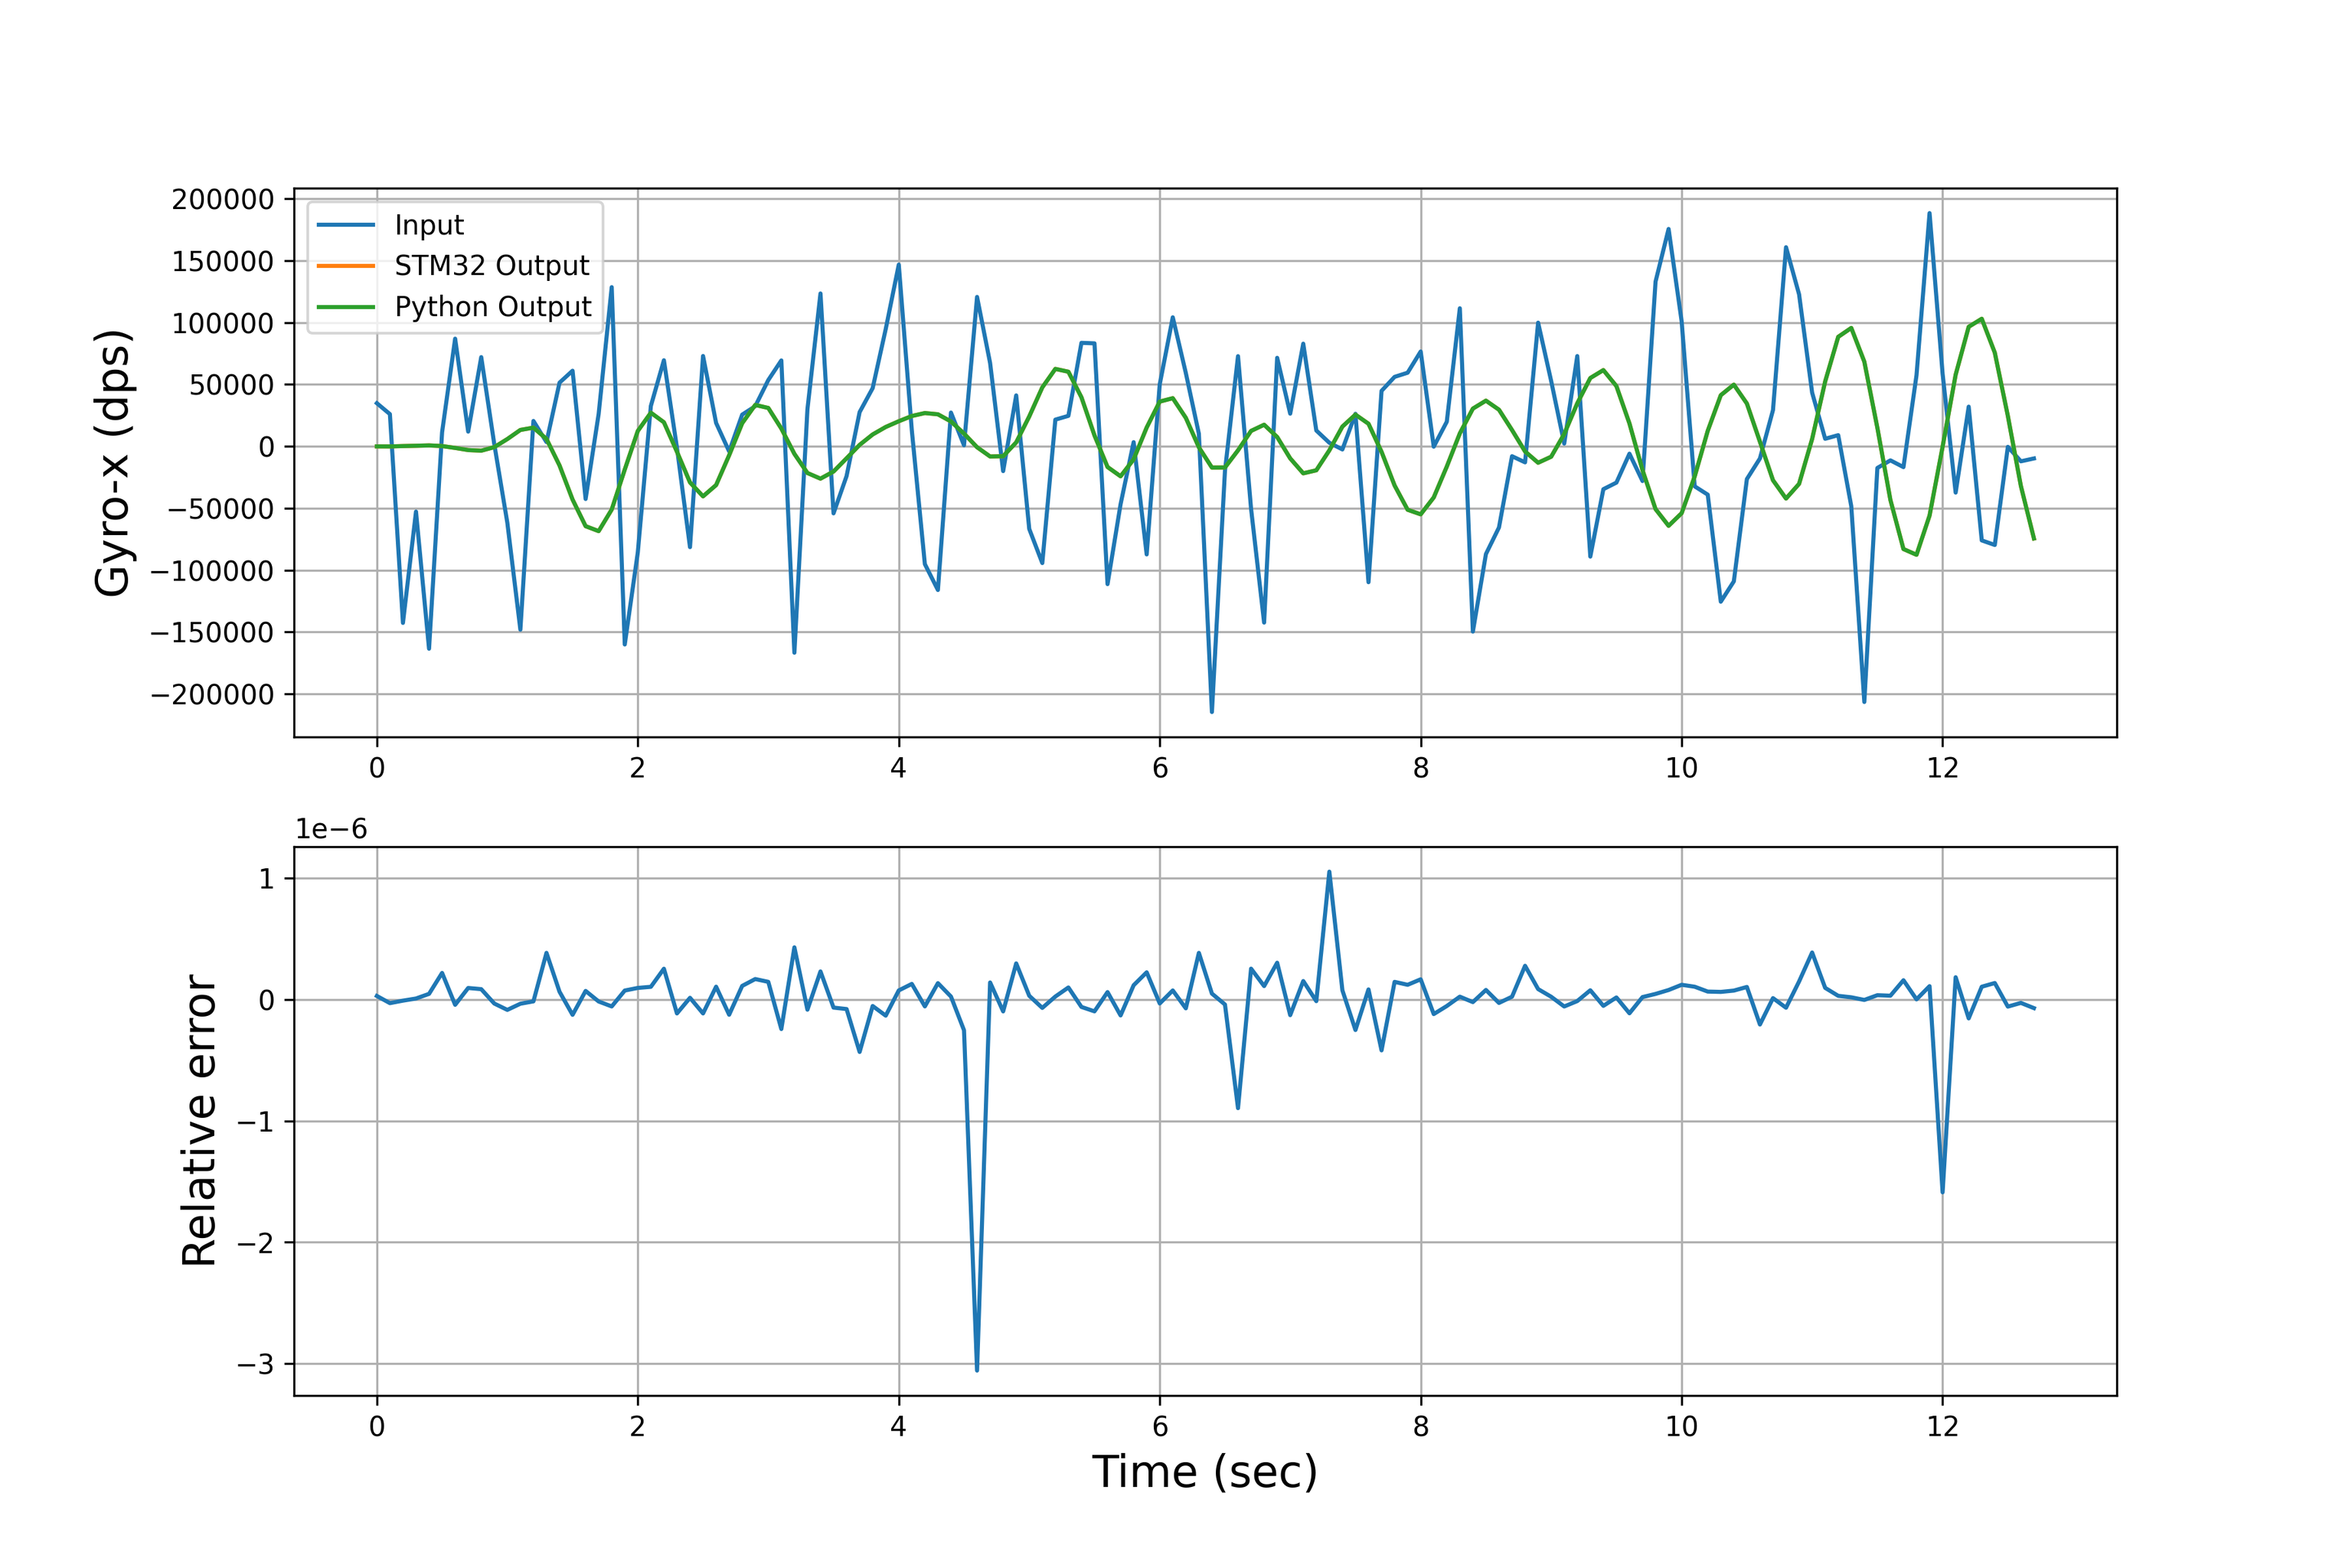 200000
150000
100000
50000
0
−50000
−100000
−150000
−200000
Gyro-x (dps)
Input
STM32 Output
Python Output
0 2 4 6 8 10 12
1e−6
1
0
−1
−2
−3
Relative error
0 2 4 6 8 10 12
Time (sec)